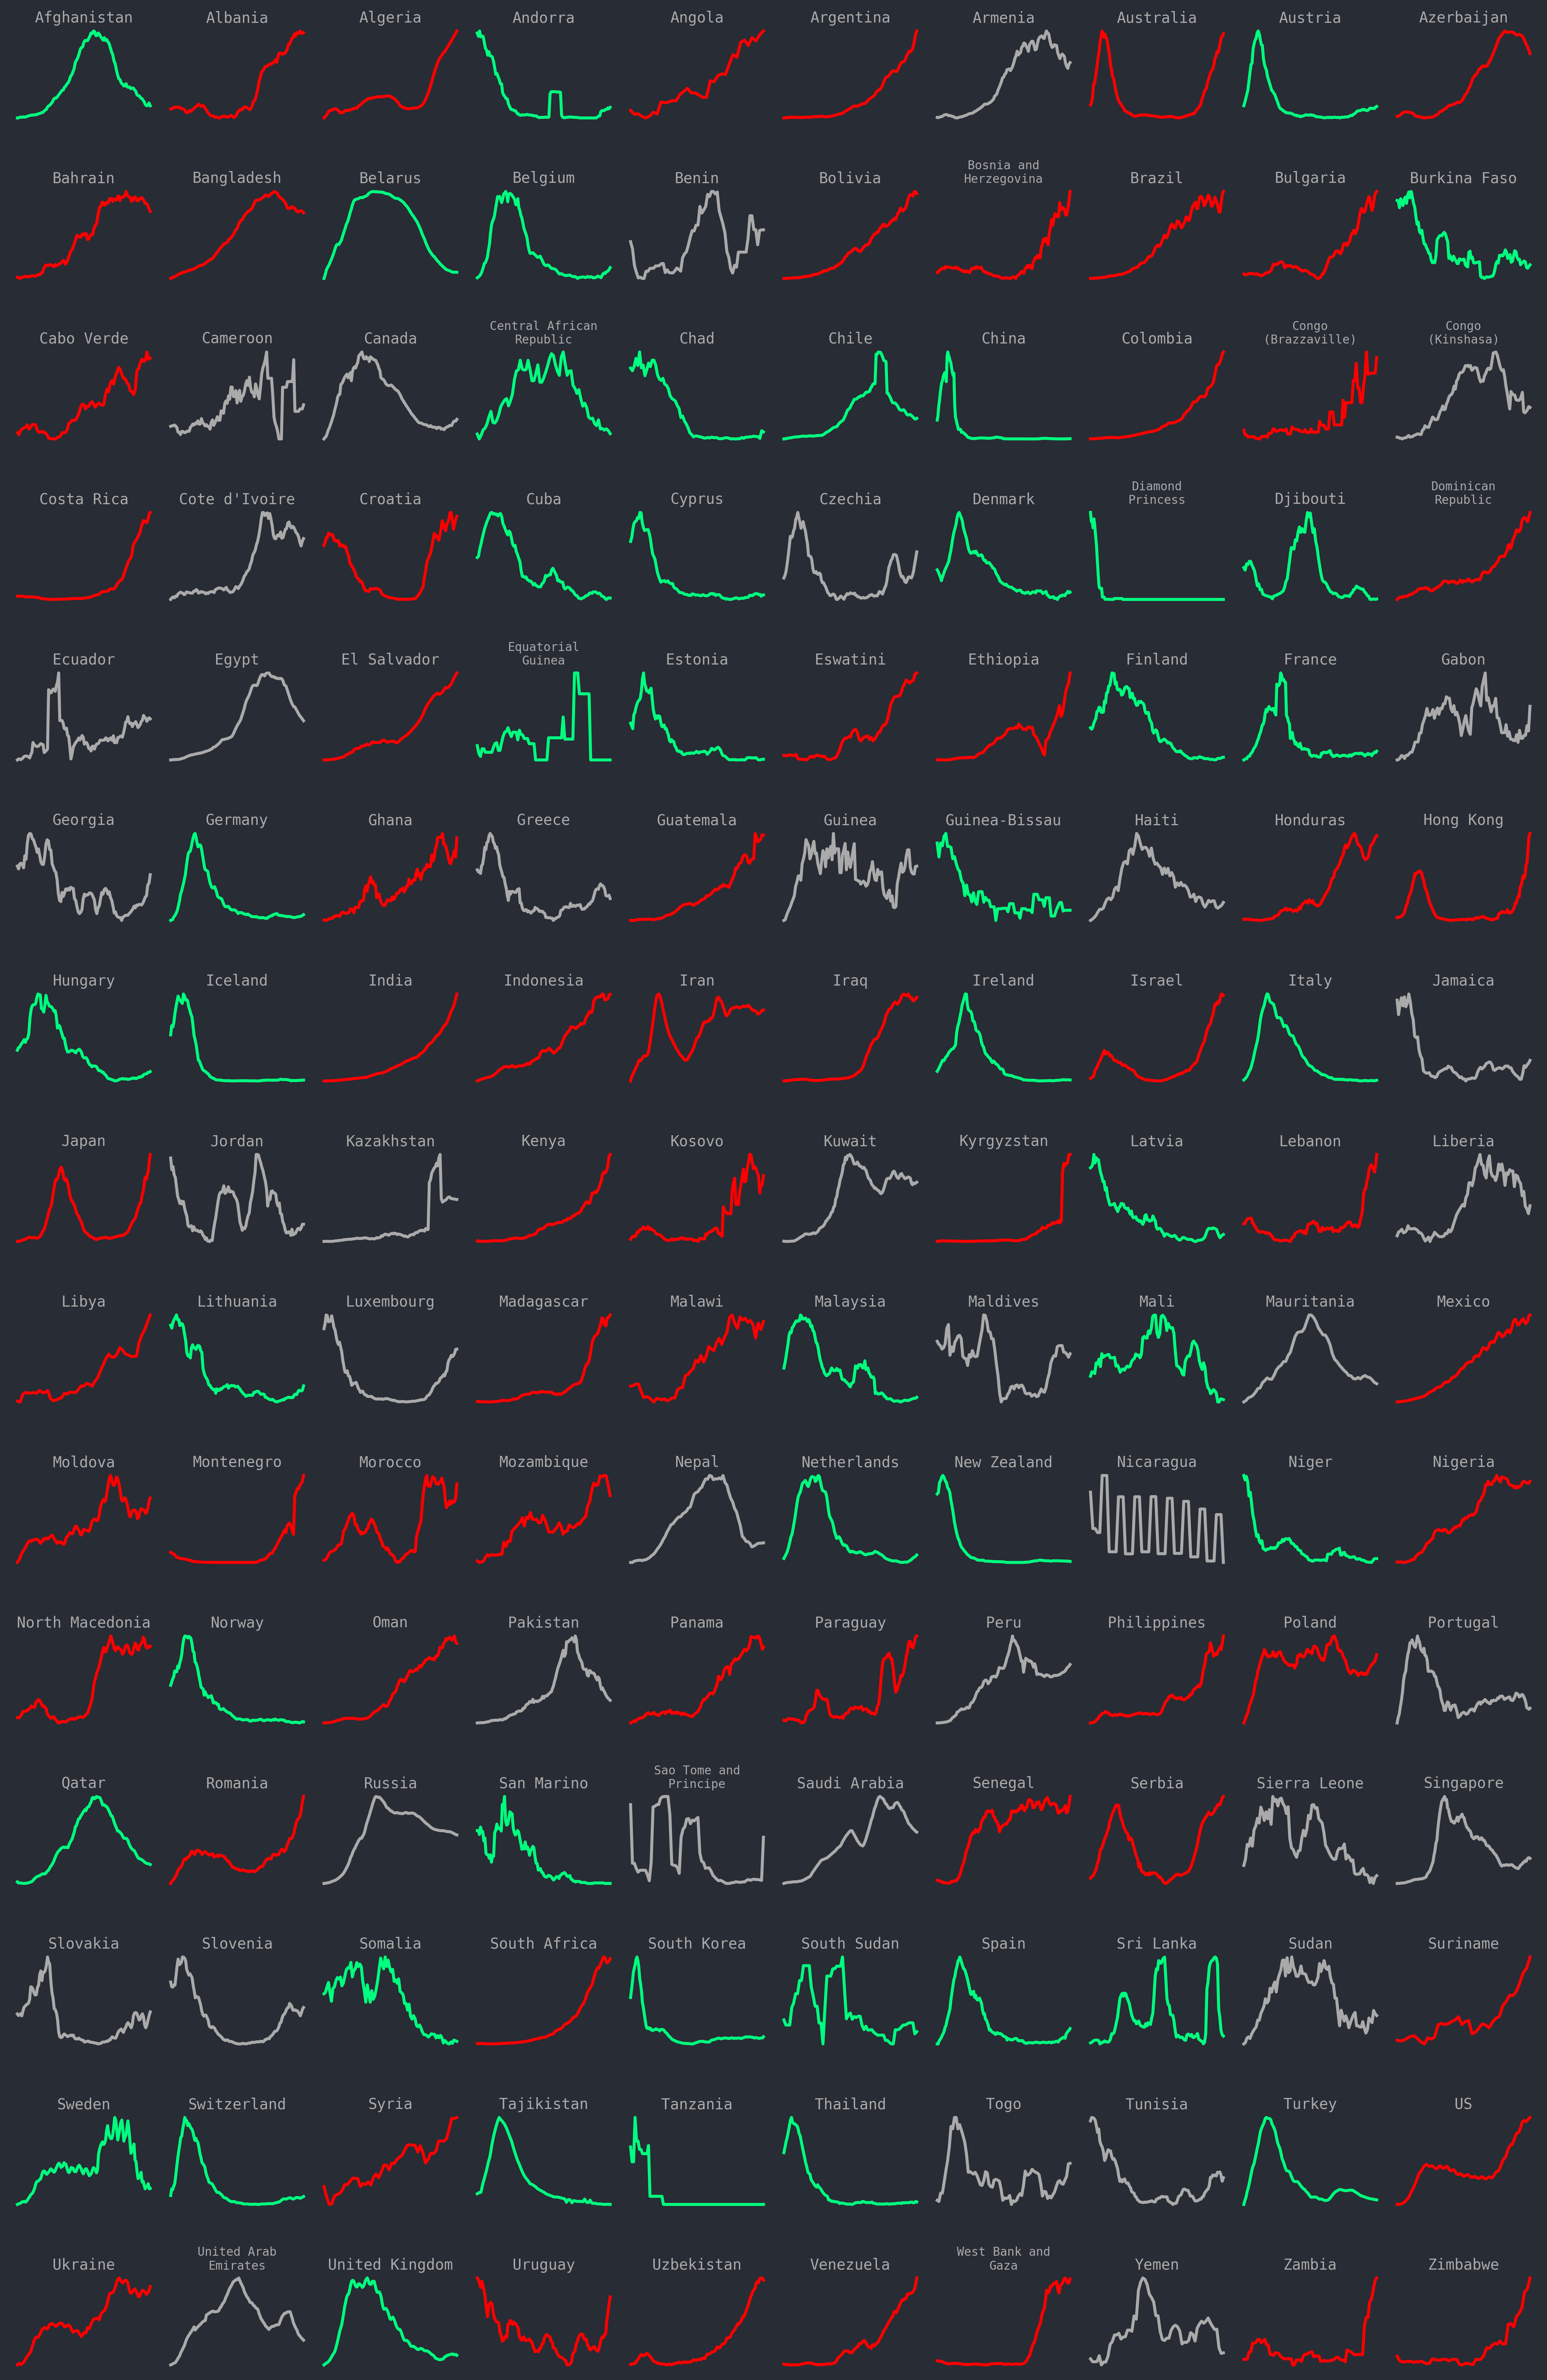 Afghanistan
Albania
Algeria
Andorra
Angola
Argentina
Armenia
Australia
Austria
Azerbaijan
Bahrain
Bangladesh
Belarus
Belgium
Benin
Bolivia
Bosnia and
Herzegovina
Brazil
Bulgaria
Burkina Faso
Cabo Verde
Cameroon
Canada
Central African
Republic
Chad
Chile
China
Colombia
Congo
(Brazzaville)
Congo
(Kinshasa)
Costa Rica
Cote d'Ivoire
Croatia
Cuba
Cyprus
Czechia
Denmark
Diamond
Princess
Djibouti
Dominican
Republic
Ecuador
Egypt
El Salvador
Equatorial
Guinea
Estonia
Eswatini
Ethiopia
Finland
France
Gabon
Georgia
Germany
Ghana
Greece
Guatemala
Guinea
Guinea-Bissau
Haiti
Honduras
Hong Kong
Hungary
Iceland
India
Indonesia
Iran
Iraq
Ireland
Israel
Italy
Jamaica
Japan
Jordan
Kazakhstan
Kenya
Kosovo
Kuwait
Kyrgyzstan
Latvia
Lebanon
Liberia
Libya
Lithuania
Luxembourg
Madagascar
Malawi
Malaysia
Maldives
Mali
Mauritania
Mexico
Moldova
Montenegro
Morocco
Mozambique
Nepal
Netherlands
New Zealand
Nicaragua
Niger
Nigeria
North Macedonia
Norway
Oman
Pakistan
Panama
Paraguay
Peru
Philippines
Poland
Portugal
Qatar
Romania
Russia
San Marino
Sao Tome and
Principe
Saudi Arabia
Senegal
Serbia
Sierra Leone
Singapore
Slovakia
Slovenia
Somalia
South Africa
South Korea
South Sudan
Spain
Sri Lanka
Sudan
Suriname
Sweden
Switzerland
Syria
Tajikistan
Tanzania
Thailand
Togo
Tunisia
Turkey
US
Ukraine
United Arab
Emirates
United Kingdom
Uruguay
Uzbekistan
Venezuela
West Bank and
Gaza
Yemen
Zambia
Zimbabwe